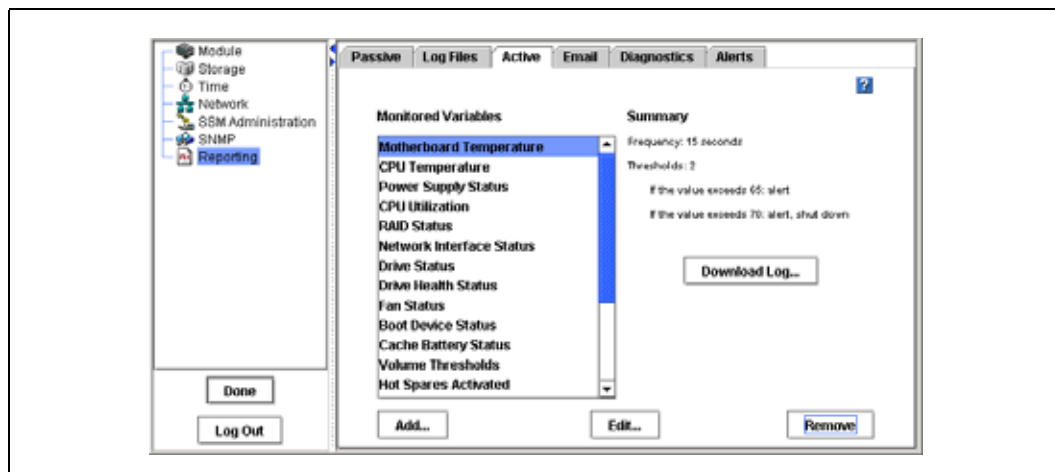 Module
Storage
Time
Network
SSM Administration
SNMP
Reporting
Done
Log Out
Passive Log Files Active Email Diagnostics Alerts
?
Monitored Variables
Motherboard Temperature
CPU Temperature
Power Supply Status
CPU Utilization
RAID Status
Network Interface Status
Drive Status
Drive Health Status
Fan Status
Boot Device Status
Cache Battery Status
Volume Thresholds
Hot Spares Activated
Summary
Frequency: 15 seconds
Thresholds: 2
If the value exceeds 65: alert
If the value exceeds 70: alert, shut down
Download Log...
Add... Edit... Remove